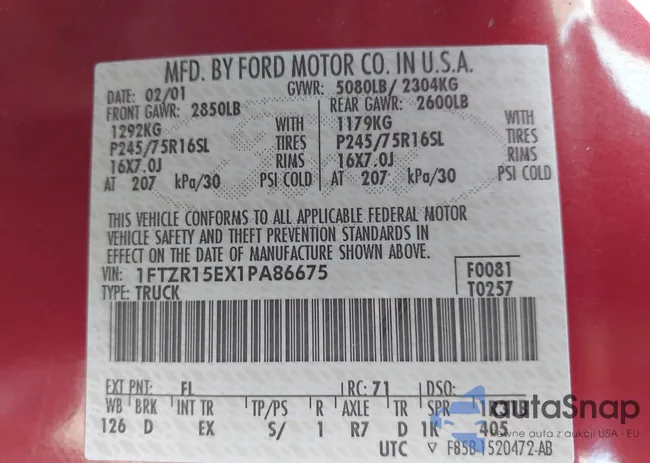 MFD. BY FORD MOTOR CO. IN U.S.A.
DATE: 02/01 GVWR: 5080LB/ 2304KG
FRONT GAWR: 2850LB REAR GAWR: 2600LB
1292KG WITH 1179KG WITH
P245/75R16SL TIRES P245/75R16SL TIRES
16X7.0J RIMS 16X7.0J RIMS
AT 207 kPa/30 PSI COLD AT 207 kPa/30 PSI COLD
THIS VEHICLE CONFORMS TO ALL APPLICABLE FEDERAL MOTOR
VEHICLE SAFETY AND THEFT PREVENTION STANDARDS IN
EFFECT ON THE DATE OF MANUFACTURE SHOWN ABOVE.
VIN: 1FTZR15EX1PA86675 F0081
TYPE: TRUCK T0257
EXT PNT: FL RC: 71 DSO:
WB BRK INT TR TP/PS R AXLE TR SPR
126 D EX S/ 1 R7 D 1K 405
UTC F85B 1520472-AB
autaSnap